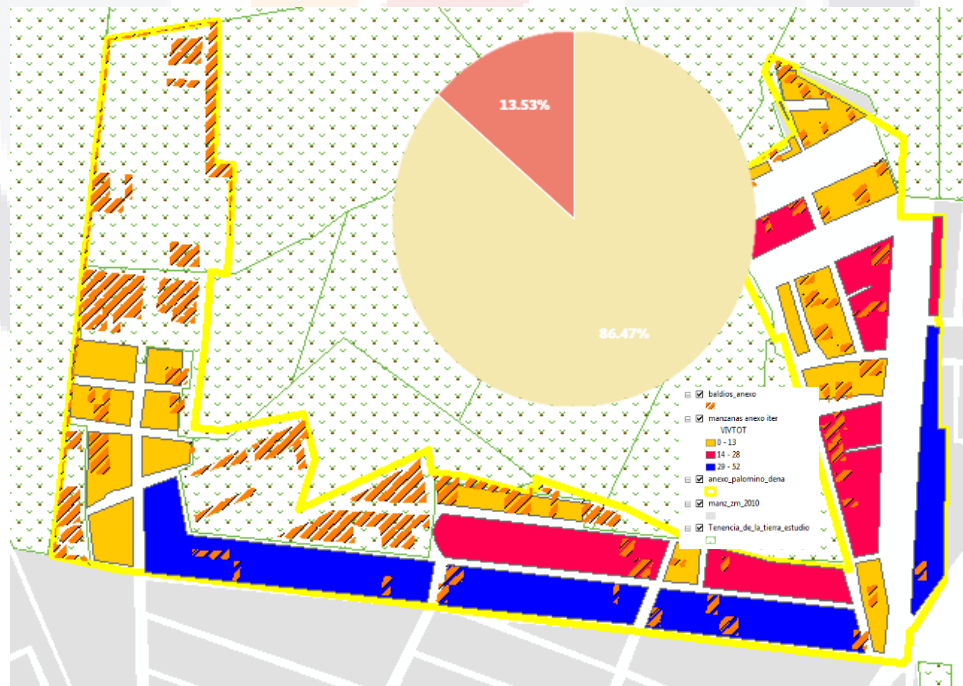 13.53%
86.47%
baldios_anexo
manzanas anexo iter
VIVTOT
0 - 13
14 - 28
29 - 52
anexo_palomino_dena
manz_zm_2010
Tenencia_de_la_tierra_estudio